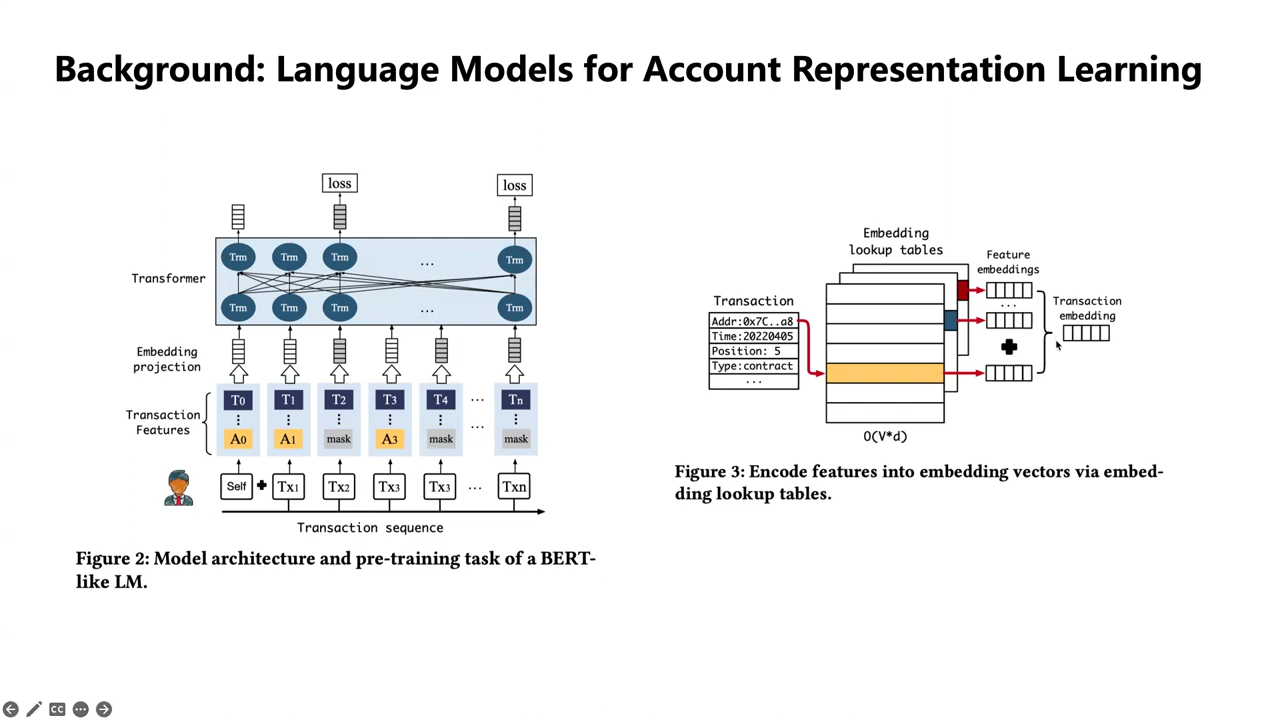 Background: Language Models for Account Representation Learning
loss
loss
Trm Trm Trm ... Trm
Transformer
Trm Trm Trm ... Trm
Embedding
projection
Transaction
Features
T0 T1 T2 T3 T4 ... Tn
A0 A1 mask A3 mask ... mask
Self + Tx1 Tx2 Tx3 Tx3 ... Txn
Transaction sequence
Figure 2: Model architecture and pre-training task of a BERT-
like LM.
Embedding
lookup tables
Feature
embeddings
...
Transaction
embedding
Transaction
Addr:0x7C..a8
Time:20220405
Position: 5
Type:contract
...
O(V*d)
Figure 3: Encode features into embedding vectors via embed-
ding lookup tables.
CC